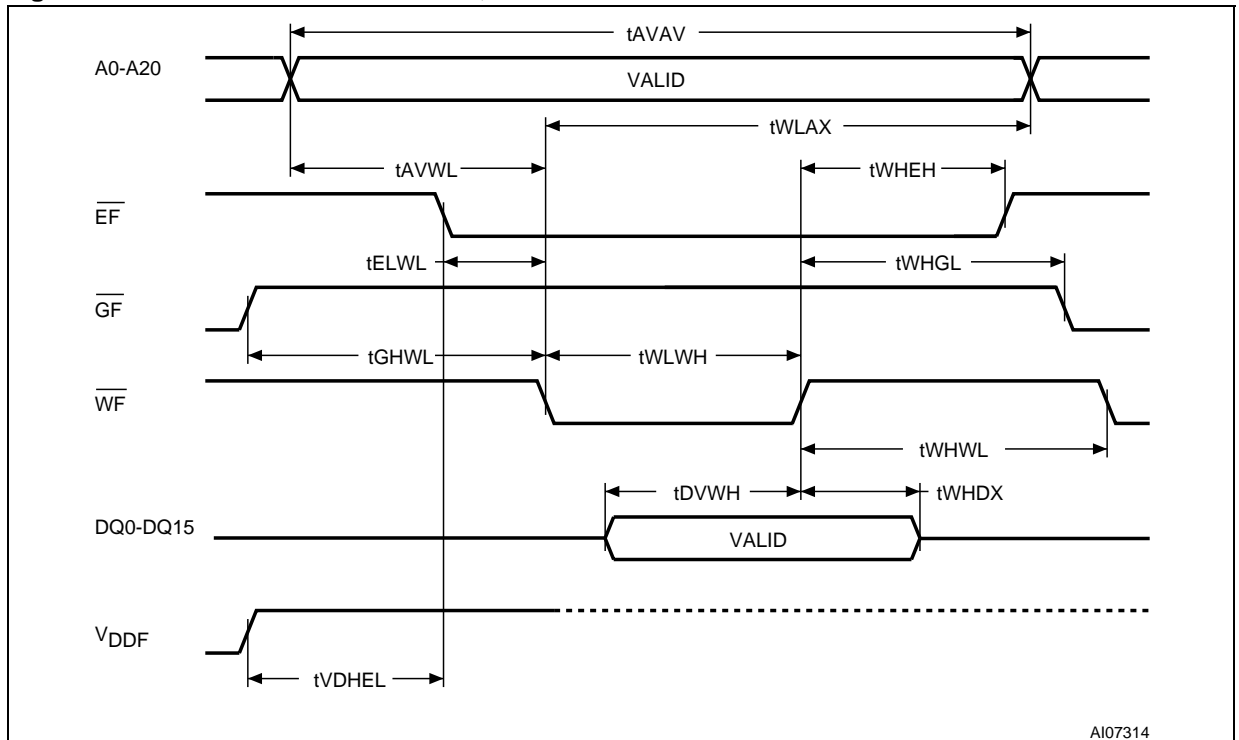 tAVAV
A0-A20
VALID
tWLAX
tAVWL
tWHEH
EF
tELWL
tWHGL
GF
tGHWL
tWLWH
WF
tWHWL
tDVWH
tWHDX
DQ0-DQ15
VALID
VDDF
tVDHEL
AI07314